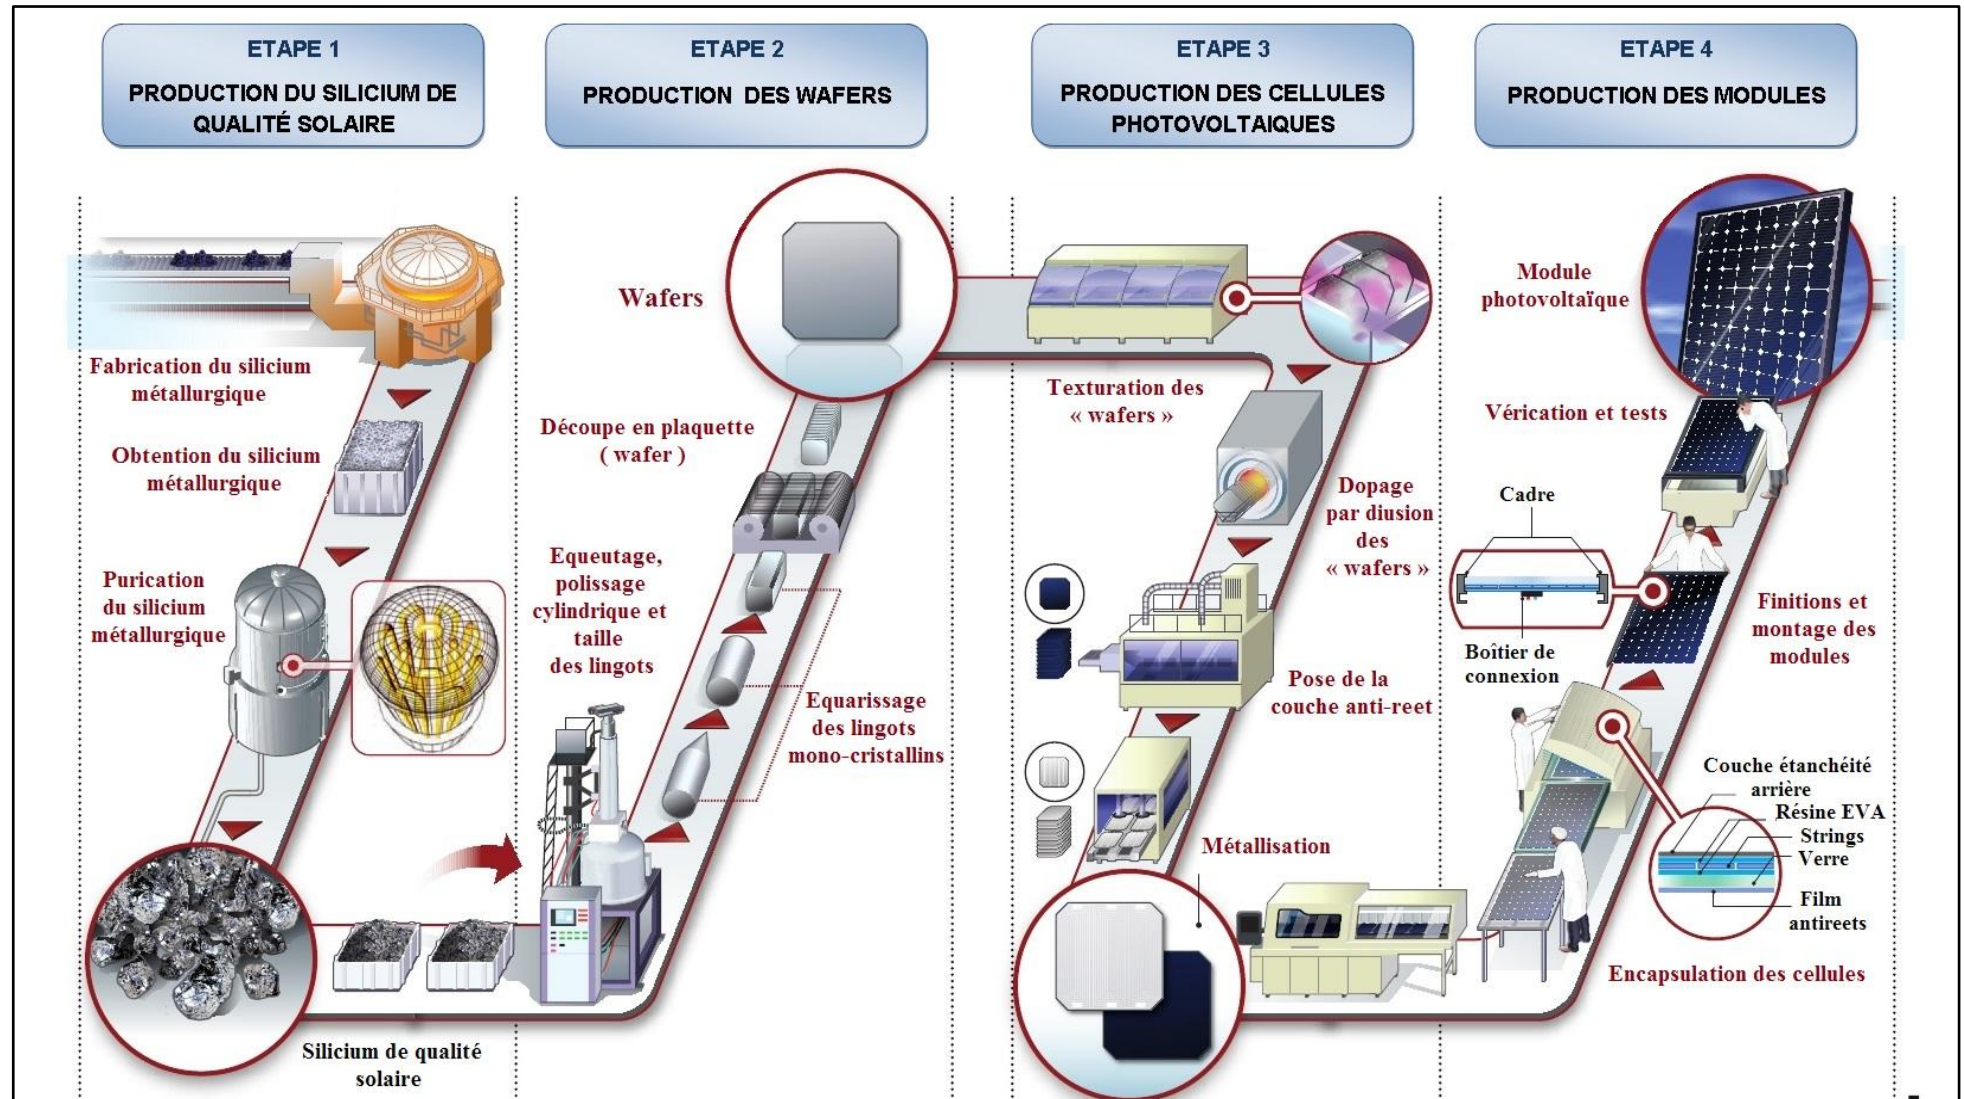 ETAPE 1
PRODUCTION DU SILICIUM DE
QUALITÉ SOLAIRE
ETAPE 2
PRODUCTION DES WAFERS
ETAPE 3
PRODUCTION DES CELLULES
PHOTOVOLTAIQUES
ETAPE 4
PRODUCTION DES MODULES
Fabrication du silicium
métallurgique
Obtention du silicium
métallurgique
Purication
du silicium
métallurgique
Silicium de qualité
solaire
Wafers
Découpe en plaquette
( wafer )
Equeutage,
polissage
cylindrique et
taille
des lingots
Equarissage
des lingots
mono-cristallins
Texturation des
« wafers »
Dopage
par diusion
des
« wafers »
Pose de la
couche anti-reet
Métallisation
Module
photovoltaïque
Vérication et tests
Cadre
Boîtier de
connexion
Finitions et
montage des
modules
Couche étanchéité
arrière
Résine EVA
Strings
Verre
Film
antireets
Encapsulation des cellules